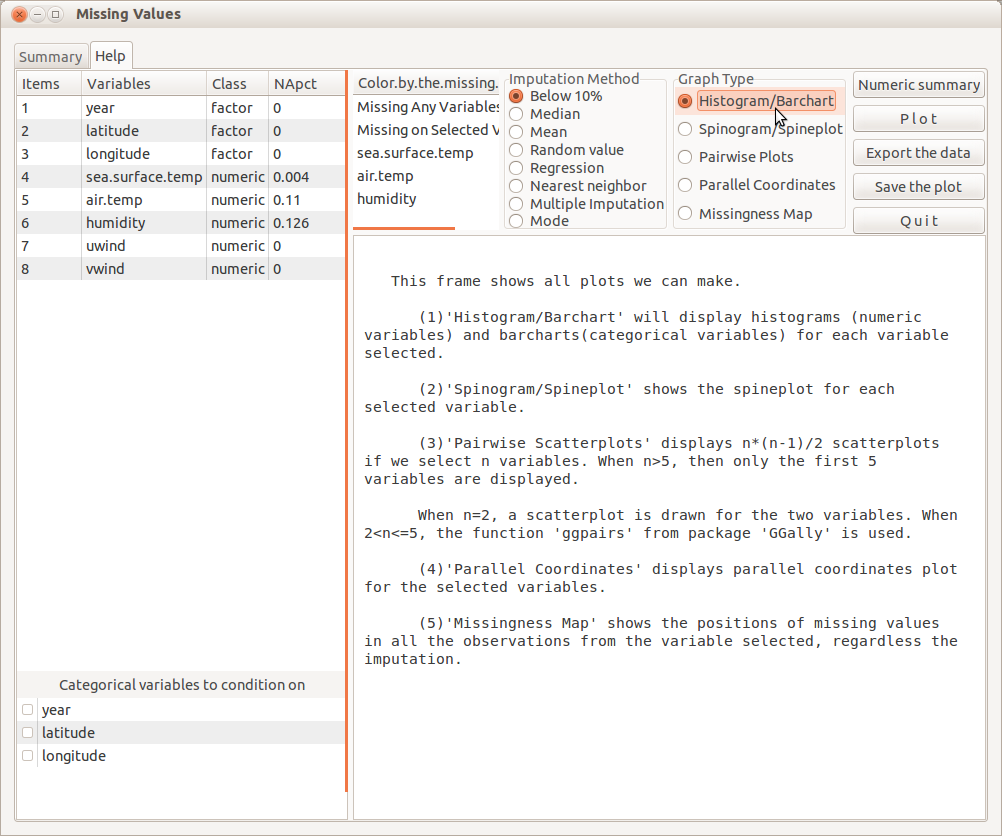 Missing Values
Summary
Help
Items Variables Class NApct
1 year factor 0
2 latitude factor 0
3 longitude factor 0
4 sea.surface.temp numeric 0.004
5 air.temp numeric 0.11
6 humidity numeric 0.126
7 uwind numeric 0
8 vwind numeric 0
Categorical variables to condition on
year
latitude
longitude
Color.by.the.missing.
Missing Any Variables
Missing on Selected V
sea.surface.temp
air.temp
humidity
Imputation Method
Below 10%
Median
Mean
Random value
Regression
Nearest neighbor
Multiple Imputation
Mode
Graph Type
Histogram/Barchart
Spinogram/Spineplot
Pairwise Plots
Parallel Coordinates
Missingness Map
Numeric summary
Plot
Export the data
Save the plot
Quit
This frame shows all plots we can make.
(1)'Histogram/Barchart' will display histograms (numeric
variables) and barcharts(categorical variables) for each variable
selected.
(2)'Spinogram/Spineplot' shows the spineplot for each
selected variable.
(3)'Pairwise Scatterplots' displays n*(n-1)/2 scatterplots
if we select n variables. When n>5, then only the first 5
variables are displayed.
When n=2, a scatterplot is drawn for the two variables. When
2<n<=5, the function 'ggpairs' from package 'GGally' is used.
(4)'Parallel Coordinates' displays parallel coordinates plot
for the selected variables.
(5)'Missingness Map' shows the positions of missing values
in all the observations from the variable selected, regardless the
imputation.